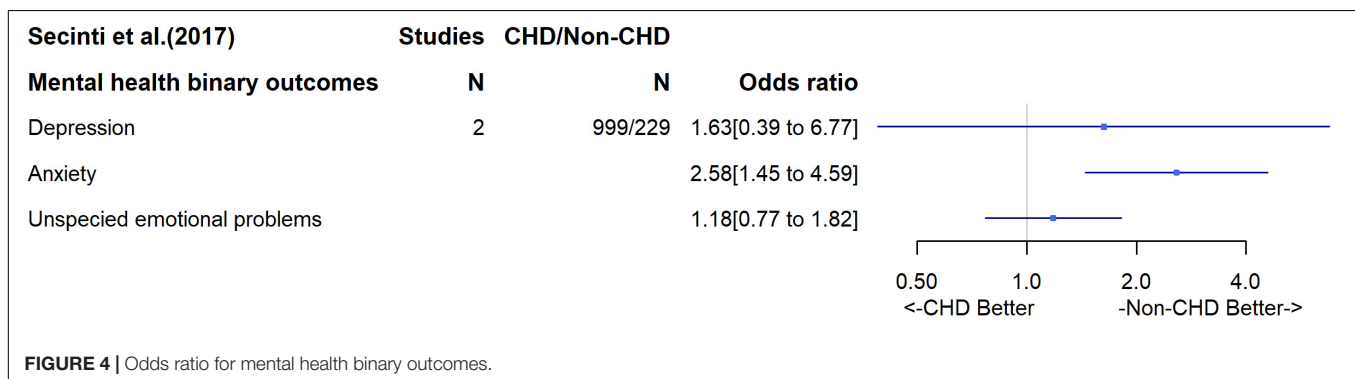 Secinti et al.(2017) Studies CHD/Non-CHD
Mental health binary outcomes N N Odds ratio
Depression 2 999/229 1.63[0.39 to 6.77]
Anxiety 2.58[1.45 to 4.59]
Unspecied emotional problems 1.18[0.77 to 1.82]
0.50 1.0 2.0 4.0
<-CHD Better -Non-CHD Better->
FIGURE 4 | Odds ratio for mental health binary outcomes.